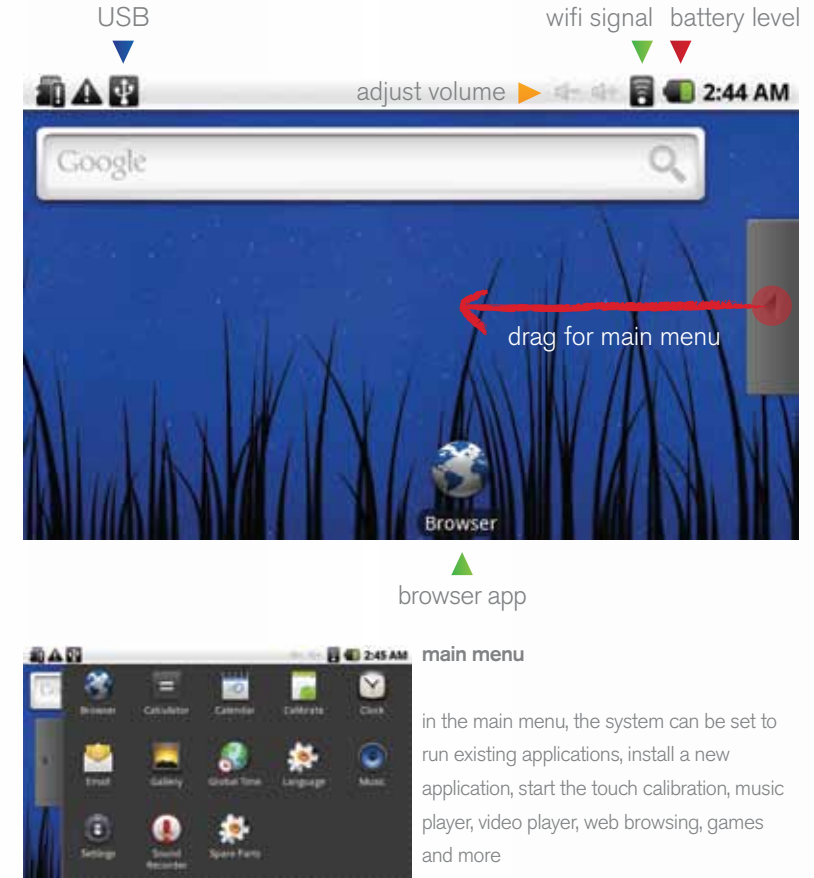 USB
wifi signal battery level
adjust volume
2:44 AM
Google
drag for main menu
Browser
browser app
2:45 AM
main menu
Browser Calculator Calendar Calibrate Clock
in the main menu, the system can be set to
run existing applications, install a new
application, start the touch calibration, music
player, video player, web browsing, games
and more
Email Gallery Global Time Language Music
Settings Sound Recorder Spare Parts